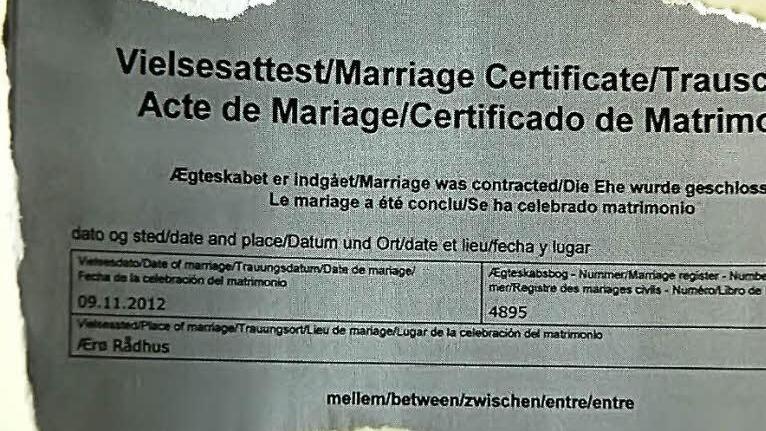 Vielsesattest/Marriage Certificate/Trausc
Acte de Mariage/Certificado de Matrimo
Ægteskabet er indgået/Marriage was contracted/Die Ehe wurde geschloss
Le mariage a été conclu/Se ha celebrado matrimonio
dato og sted/date and place/Datum und Ort/date et lieu/fecha y lugar
Vielsesdato/Date of marriage/Trauungsdatum/Date de mariage/
Fecha de la celebración del matrimonio
09.11.2012
Ægteskabsbog - Nummer/Marriage register - Numbe
mer/Registre des mariages civils - Numéro/Libro de
4895
Vielsessted/Place of marriage/Trauungsort/Lieu de mariage/Lugar de la celebración del matrimonio
Ærø Rådhus
mellem/between/zwischen/entre/entre